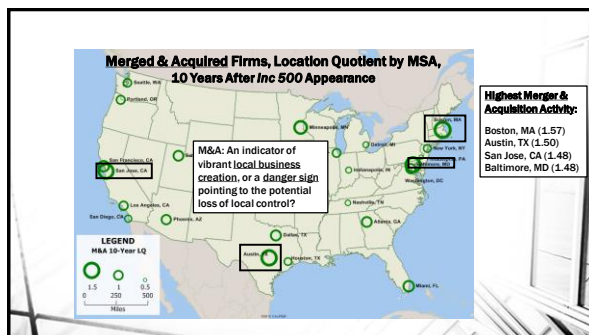 Merged & Acquired Firms, Location Quotient by MSA,
10 Years After Inc 500 Appearance
Seattle, WA
Portland, OR
Minneapolis, MN
Boston, MA
Detroit, MI
New York, NY
San Francisco, CA
San Jose, CA
Indianapolis, IN
Baltimore, MD
Washington, DC
M&A: An indicator of
vibrant local business
creation, or a danger sign
pointing to the potential
loss of local control?
Los Angeles, CA
San Diego, CA
Phoenix, AZ
Nashville, TN
Atlanta, GA
Dallas, TX
Austin, TX
Houston, TX
Miami, FL
LEGEND
M&A 10-Year LQ
1.5 1 0.5
0 250 500
Miles
Highest Merger &
Acquisition Activity:
Boston, MA (1.57)
Austin, TX (1.50)
San Jose, CA (1.48)
Baltimore, MD (1.48)